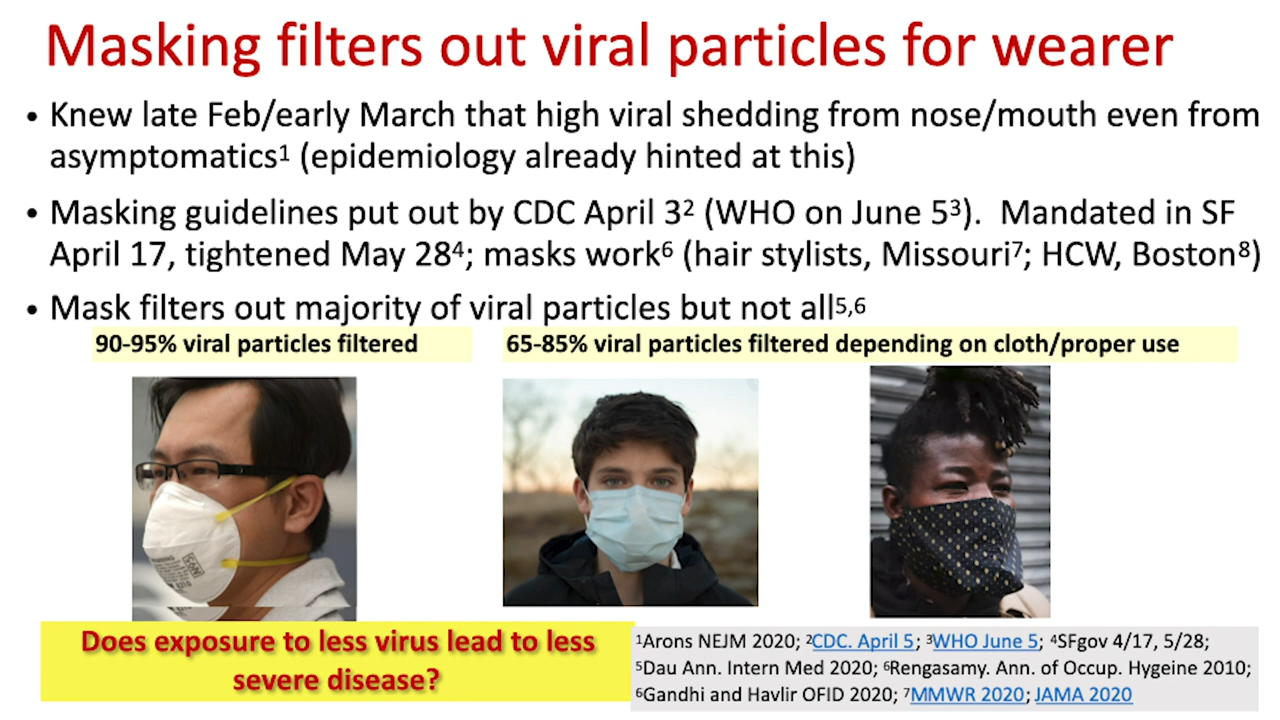 Masking filters out viral particles for wearer
• Knew late Feb/early March that high viral shedding from nose/mouth even from
asymptomatics¹ (epidemiology already hinted at this)
• Masking guidelines put out by CDC April 3² (WHO on June 5³). Mandated in SF
April 17, tightened May 28⁴; masks work⁶ (hair stylists, Missouri⁷; HCW, Boston⁸)
• Mask filters out majority of viral particles but not all⁵,⁶
90-95% viral particles filtered
65-85% viral particles filtered depending on cloth/proper use
N95
Does exposure to less virus lead to less
severe disease?
¹Arons NEJM 2020; ²CDC. April 5; ³WHO June 5; ⁴SFgov 4/17, 5/28;
⁵Dau Ann. Intern Med 2020; ⁶Rengasamy. Ann. of Occup. Hygeine 2010;
⁶Gandhi and Havlir OFID 2020; ⁷MMWR 2020; JAMA 2020